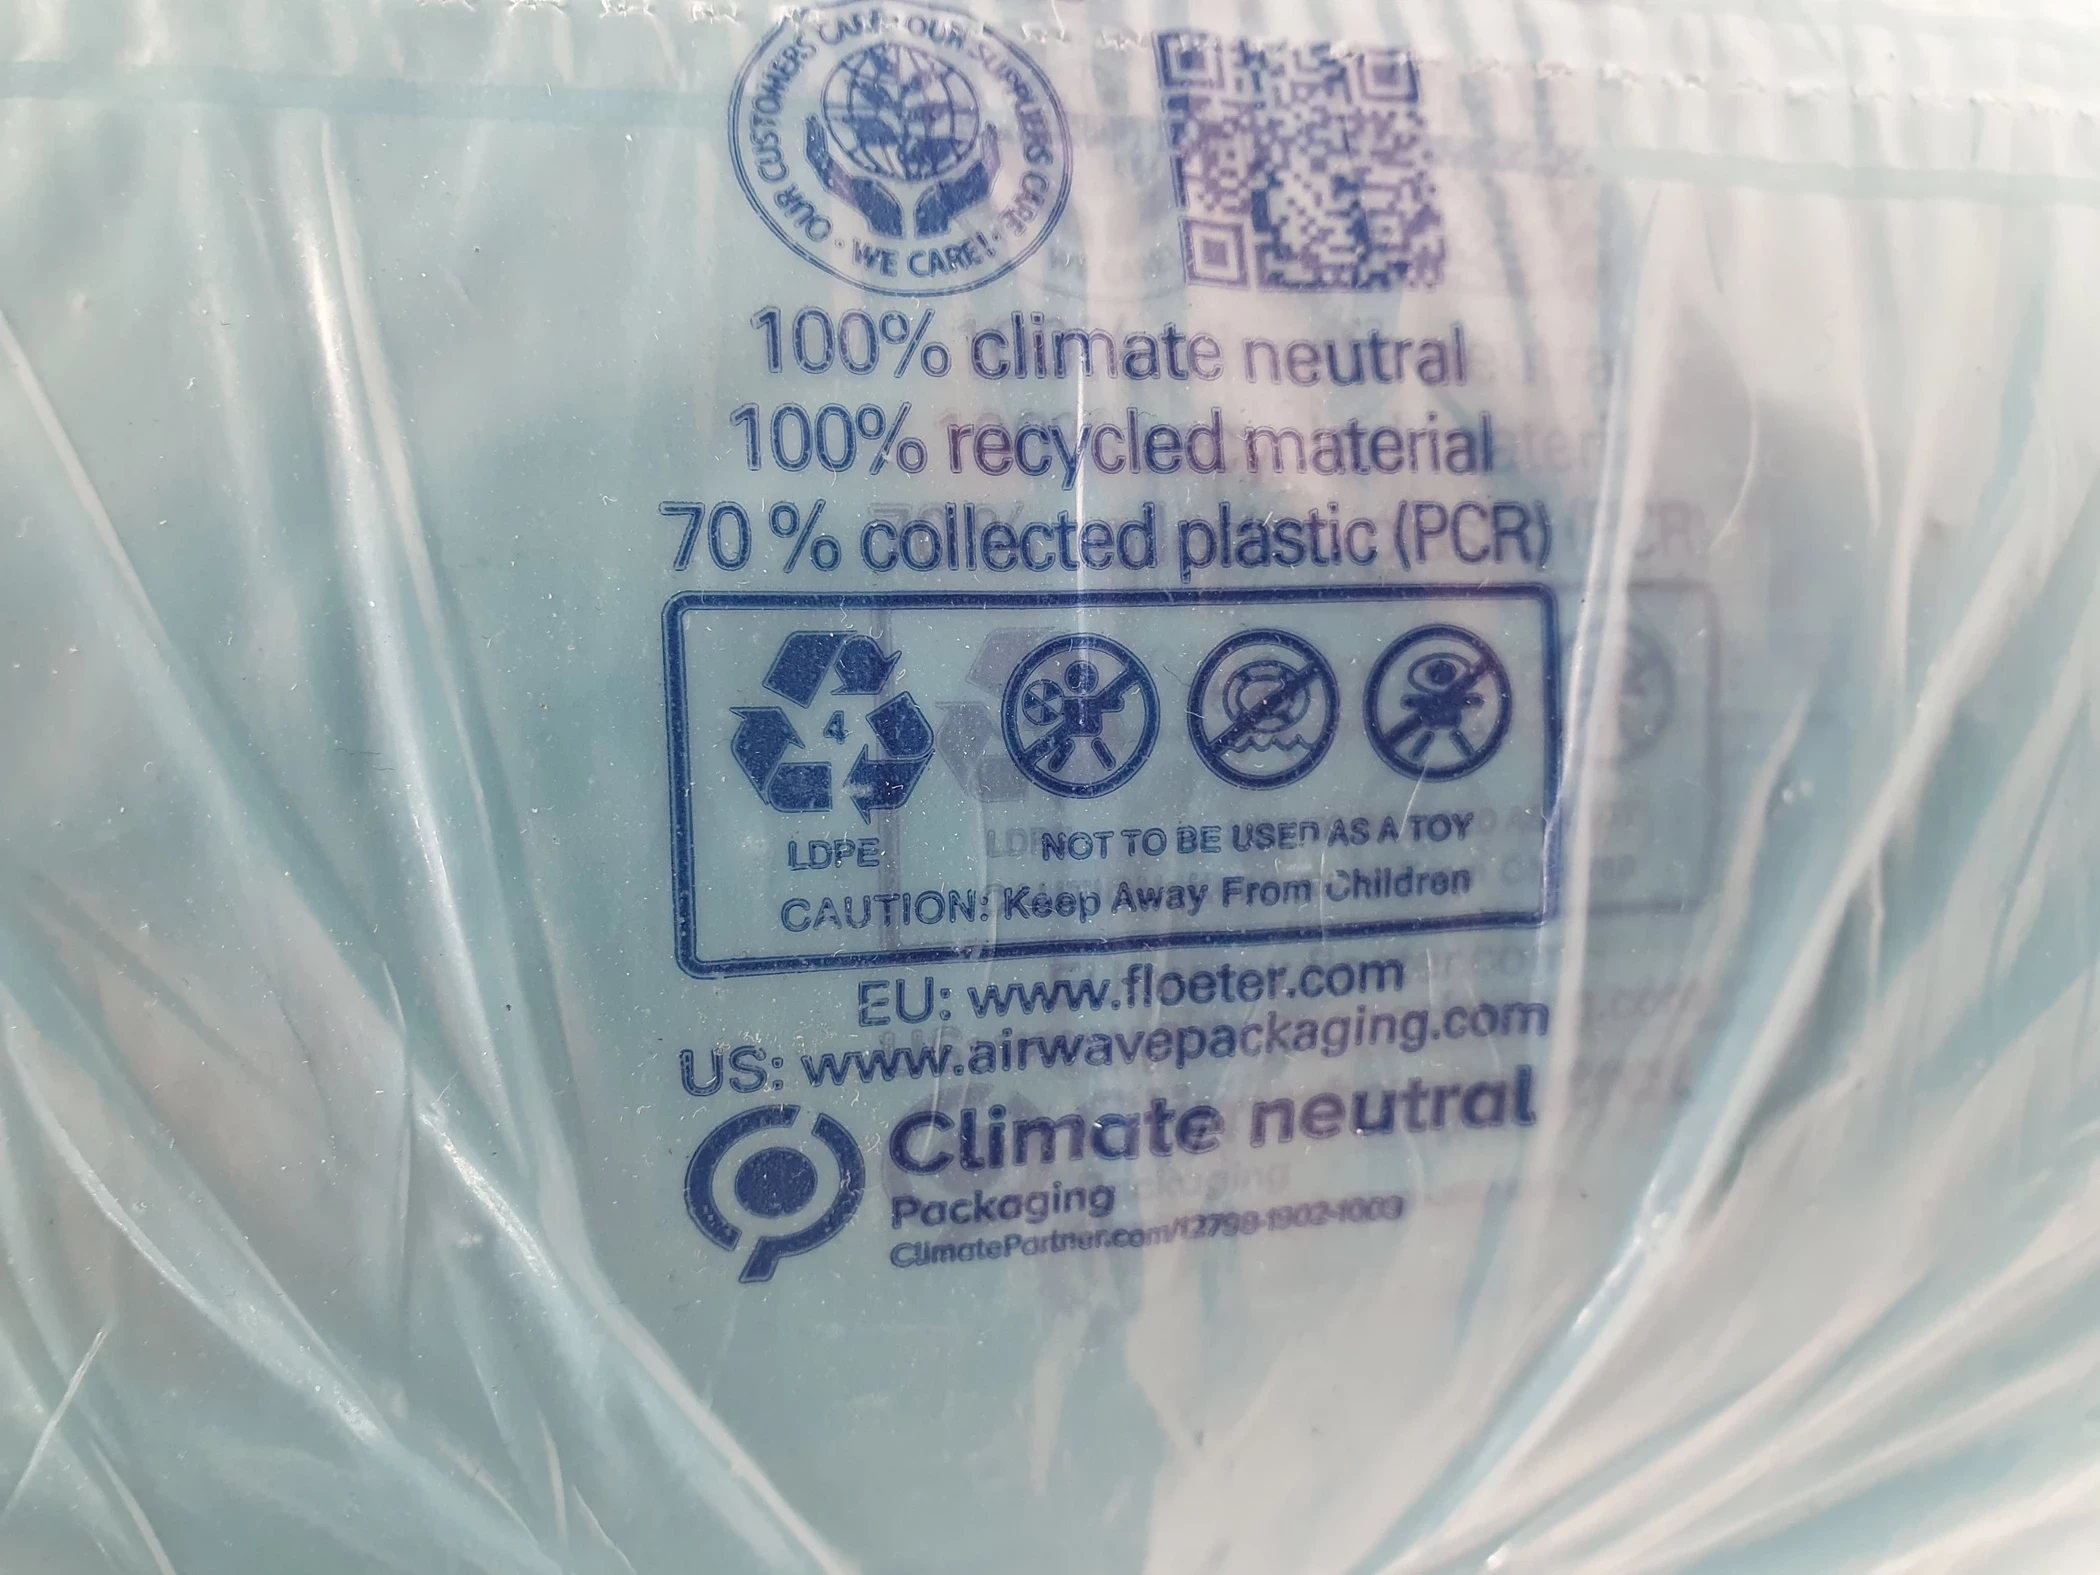 OUR CUSTOMERS CARE · OUR SUPPLIERS CARE · WE CARE! ·
100% climate neutral
100% recycled material
70 % collected plastic (PCR)
4
LDPE
NOT TO BE USED AS A TOY
CAUTION: Keep Away From Children
EU: www.floeter.com
US: www.airwavepackaging.com
Climate neutral
Packaging
ClimatePartner.com/12798-1902-1003